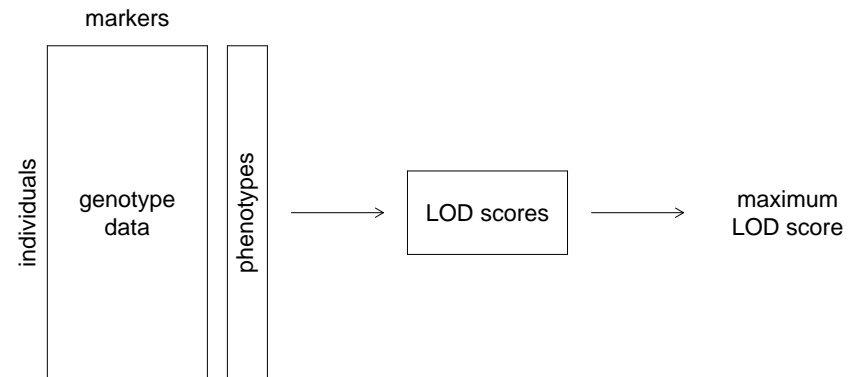 markers
individuals
genotype
data
phenotypes
LOD scores
maximum
LOD score